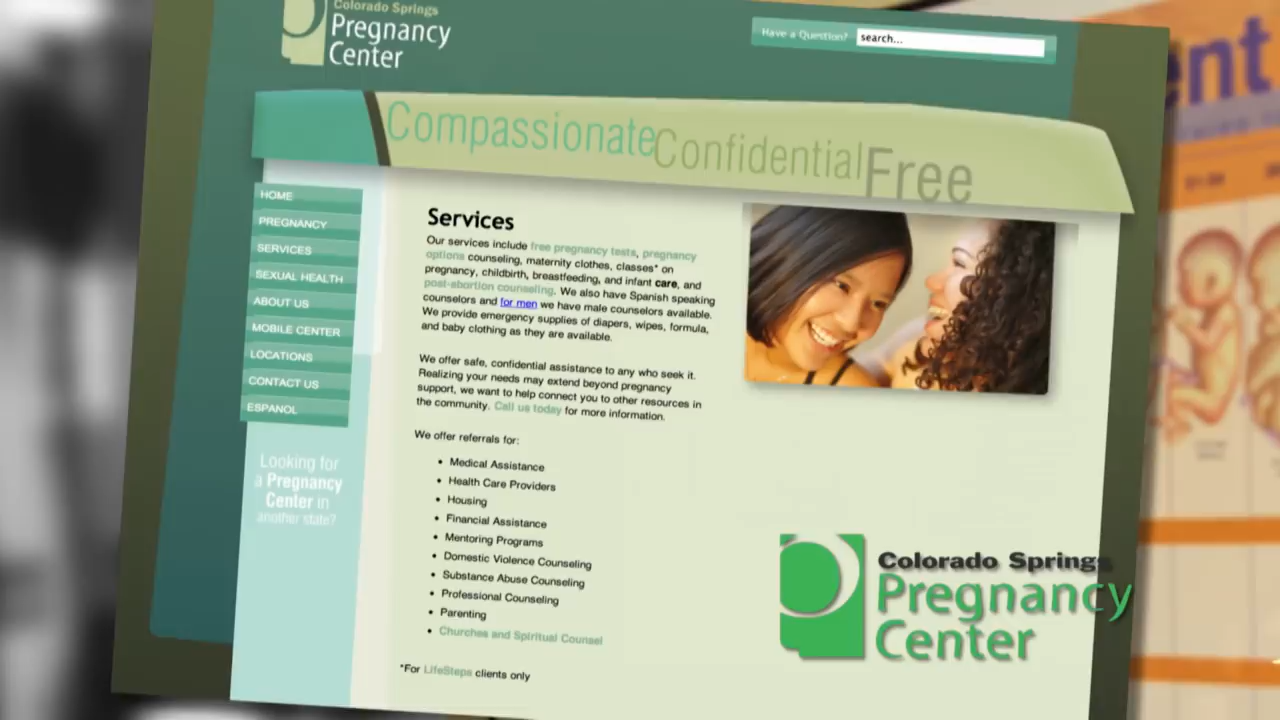 Colorado Springs
Pregnancy
Center
Have a Question?
search...
ent
Compassionate Confidential Free
HOME
PREGNANCY
SERVICES
SEXUAL HEALTH
ABOUT US
MOBILE CENTER
LOCATIONS
CONTACT US
ESPANOL
Looking for
a Pregnancy
Center in
another state?
Services
Our services include free pregnancy tests, pregnancy
options counseling, maternity clothes, classes* on
pregnancy, childbirth, breastfeeding, and infant care, and
post-abortion counseling. We also have Spanish speaking
counselors and for men we have male counselors available.
We provide emergency supplies of diapers, wipes, formula,
and baby clothing as they are available.
We offer safe, confidential assistance to any who seek it.
Realizing your needs may extend beyond pregnancy
support, we want to help connect you to other resources in
the community. Call us today for more information.
We offer referrals for:
• Medical Assistance
• Health Care Providers
• Housing
• Financial Assistance
• Mentoring Programs
• Domestic Violence Counseling
• Substance Abuse Counseling
• Professional Counseling
• Parenting
• Churches and Spiritual Counsel
*For LifeSteps clients only
Colorado Springs
Pregnancy
Center